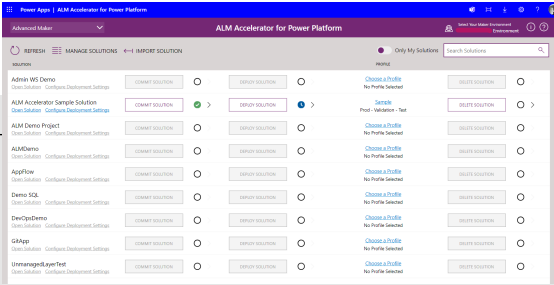 Power Apps | ALM Accelerator for Power Platform
Advanced Maker
ALM Accelerator for Power Platform
Select Your Maker Environment
Environment
REFRESH MANAGE SOLUTIONS IMPORT SOLUTION
Only My Solutions
Search Solutions
SOLUTION PROFILE
Admin WS Demo
Open Solution Configure Deployment Settings
COMMIT SOLUTION DEPLOY SOLUTION
Choose a Profile
No Profile Selected
DELETE SOLUTION
ALM Accelerator Sample Solution
Open Solution Configure Deployment Settings
COMMIT SOLUTION DEPLOY SOLUTION
Sample
Prod - Validation - Test
DELETE SOLUTION
ALM Demo Project
Open Solution Configure Deployment Settings
COMMIT SOLUTION DEPLOY SOLUTION
Choose a Profile
No Profile Selected
DELETE SOLUTION
ALMDemo
Open Solution Configure Deployment Settings
COMMIT SOLUTION DEPLOY SOLUTION
Choose a Profile
No Profile Selected
DELETE SOLUTION
AppFlow
Open Solution Configure Deployment Settings
COMMIT SOLUTION DEPLOY SOLUTION
Choose a Profile
No Profile Selected
DELETE SOLUTION
Demo SQL
Open Solution Configure Deployment Settings
COMMIT SOLUTION DEPLOY SOLUTION
Choose a Profile
No Profile Selected
DELETE SOLUTION
DevOpsDemo
Open Solution Configure Deployment Settings
COMMIT SOLUTION DEPLOY SOLUTION
Choose a Profile
No Profile Selected
DELETE SOLUTION
GitApp
Open Solution Configure Deployment Settings
COMMIT SOLUTION DEPLOY SOLUTION
Choose a Profile
No Profile Selected
DELETE SOLUTION
UnmanagedLayerTest
Open Solution Configure Deployment Settings
COMMIT SOLUTION DEPLOY SOLUTION
Choose a Profile
No Profile Selected
DELETE SOLUTION